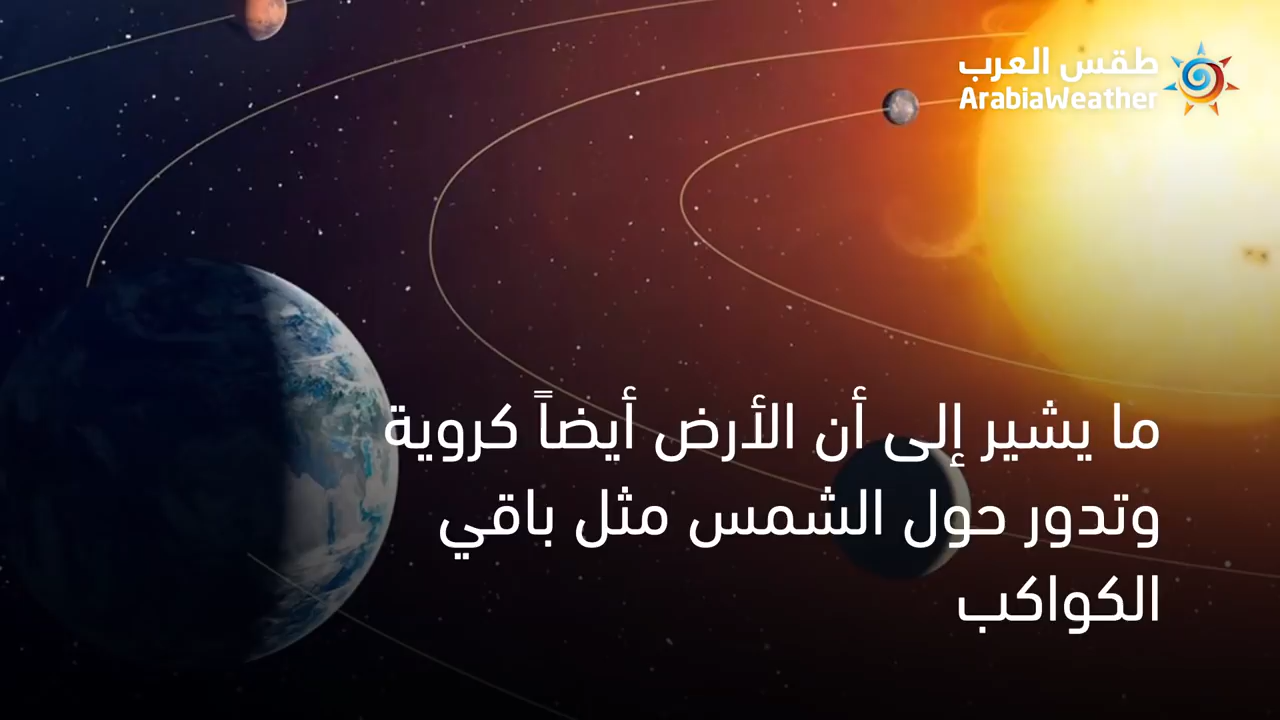 طقس العرب
ArabiaWeather
ما يشير إلى أن الأرض أيضاً كروية
وتدور حول الشمس مثل باقي
الكواكب